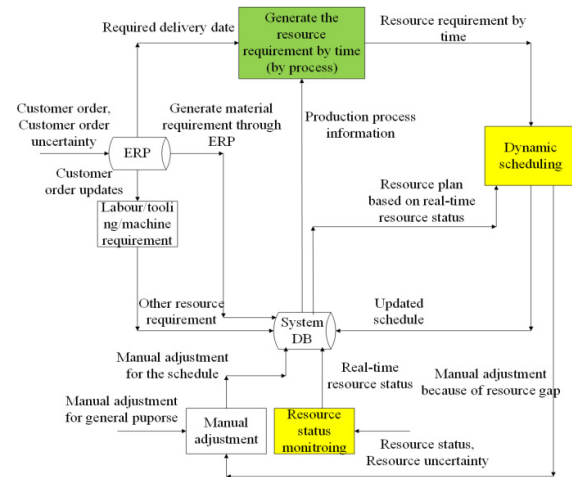 Required delivery date
Generate the
resource
requirement by time
(by process)
Resource requirement by
time
Customer order,
Customer order
uncertainty
Generate material
requirement through
ERP
Production process
information
ERP
Dynamic
scheduling
Customer
order updates
Resource plan
based on real-time
resource status
Labour/tooli
ng/machine
requirement
Other resource
requirement
System
DB
Updated
schedule
Manual adjustment
for the schedule
Real-time
resource status
Manual adjustment
because of resource gap
Manual adjustment
for general puporse
Manual
adjustment
Resource
status
monitroing
Resource status,
Resource uncertainty